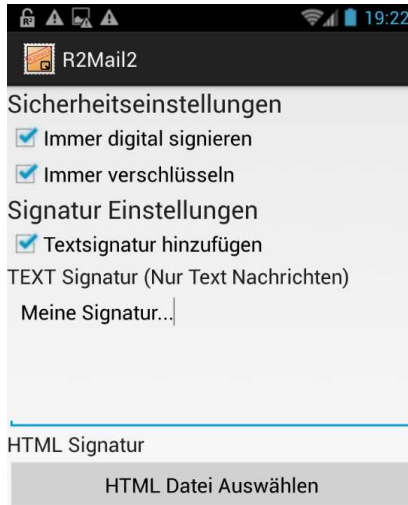 19:22
R2Mail2
Sicherheitseinstellungen
Immer digital signieren
Immer verschlüsseln
Signatur Einstellungen
Textsignatur hinzufügen
TEXT Signatur (Nur Text Nachrichten)
Meine Signatur...
HTML Signatur
HTML Datei Auswählen